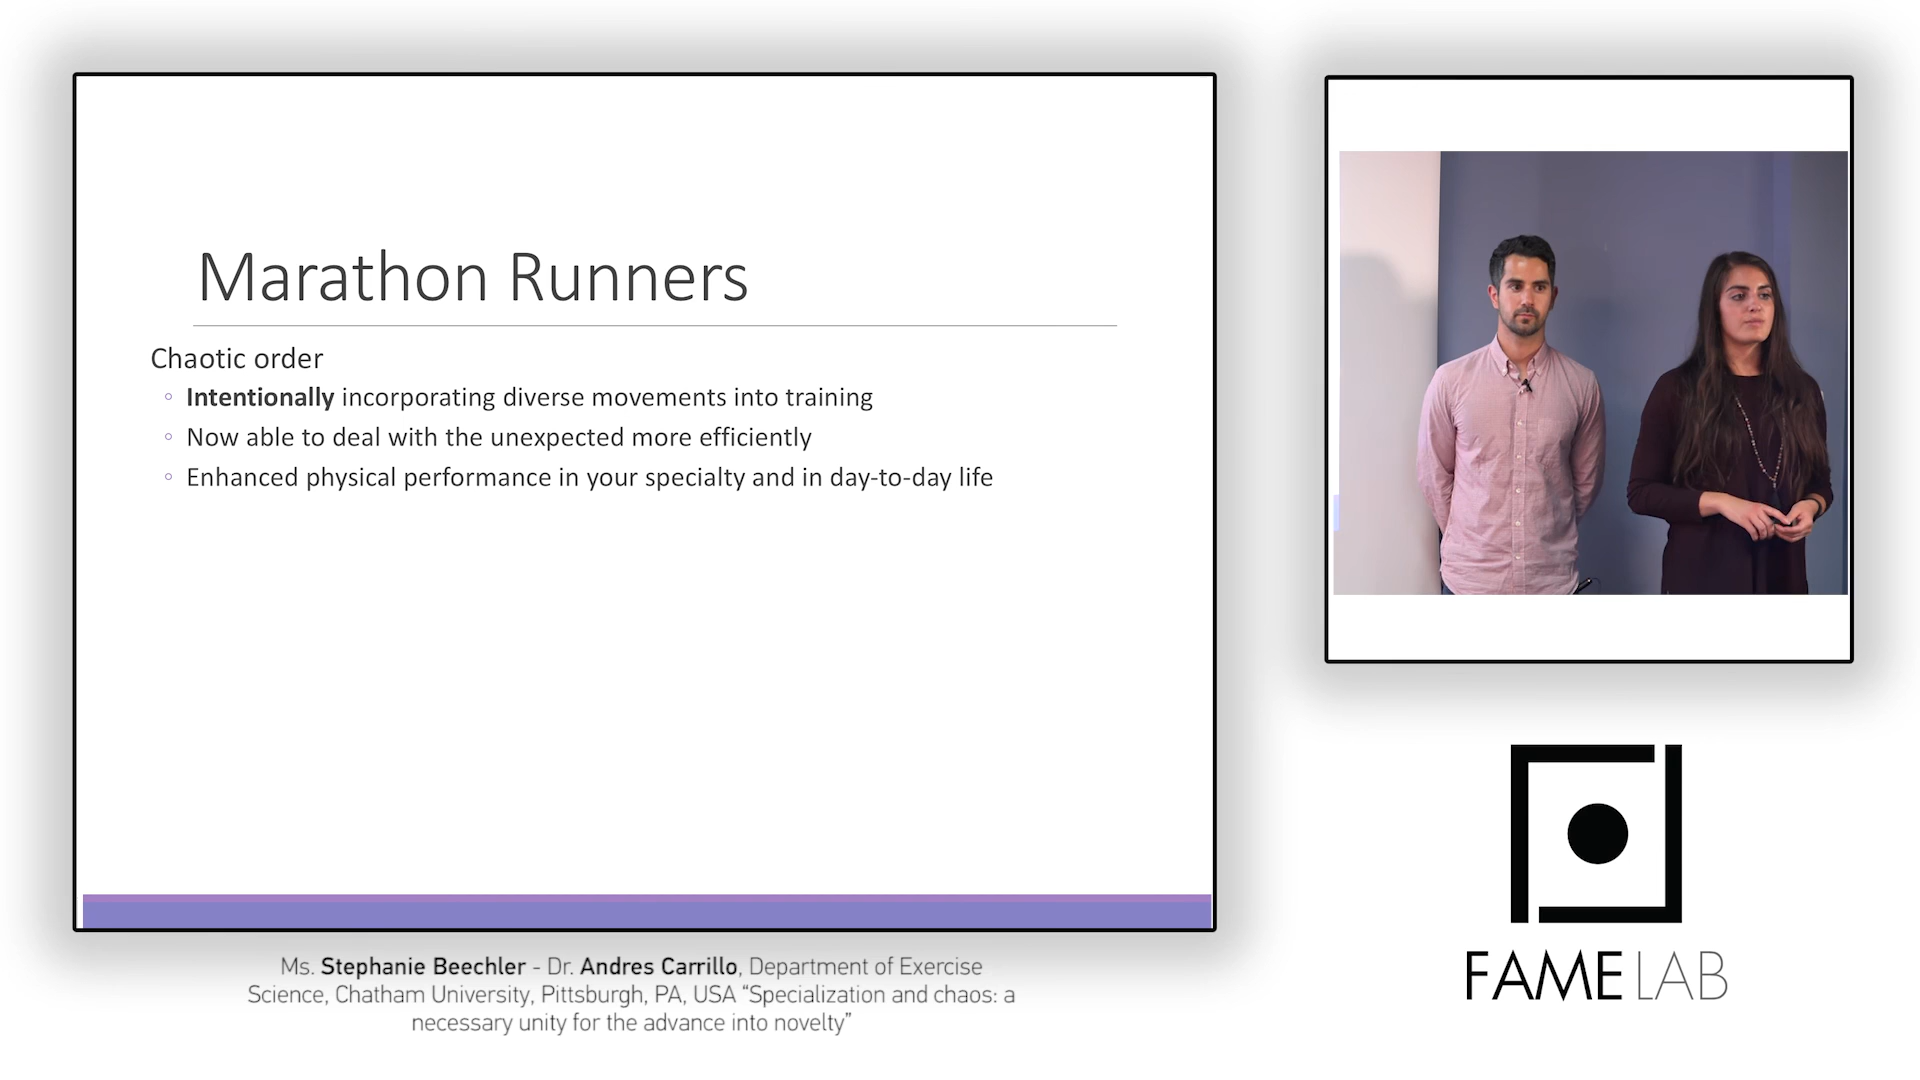 Marathon Runners
Chaotic order
◦ Intentionally incorporating diverse movements into training
◦ Now able to deal with the unexpected more efficiently
◦ Enhanced physical performance in your specialty and in day-to-day life
Ms. Stephanie Beechler - Dr. Andres Carrillo, Department of Exercise
Science, Chatham University, Pittsburgh, PA, USA “Specialization and chaos: a
necessary unity for the advance into novelty”
FAME LAB